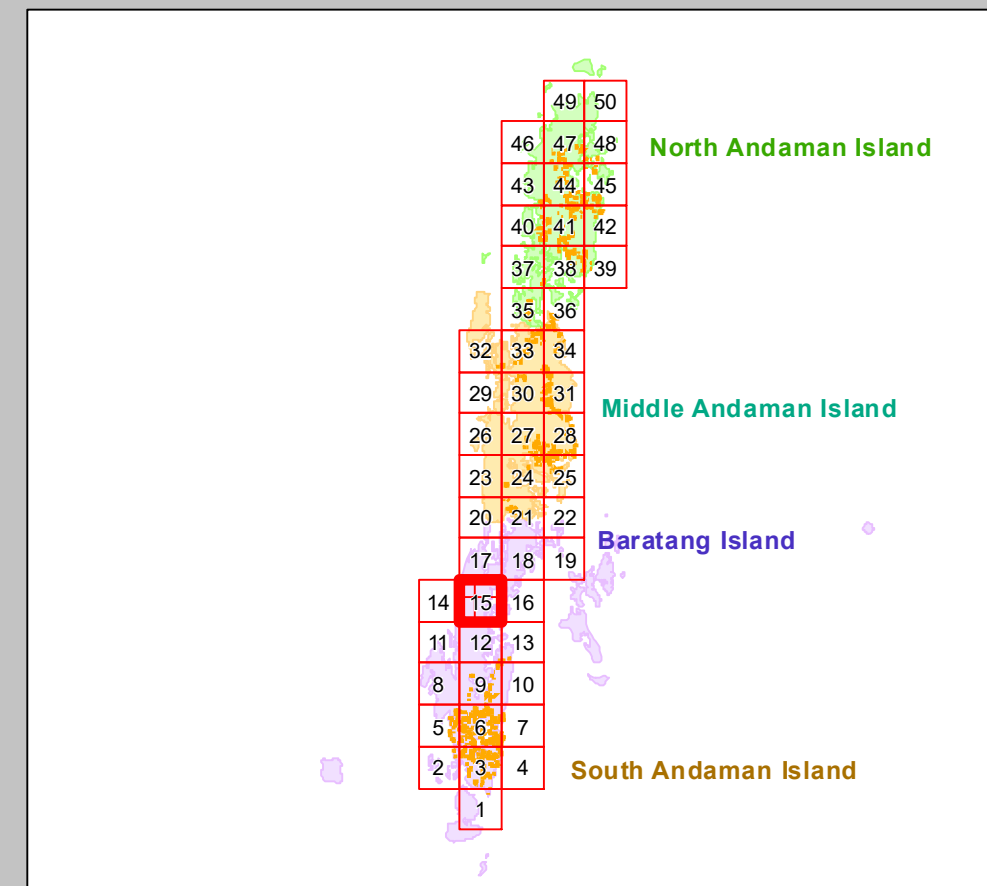 49 50
46 47 48
North Andaman Island
43 44 45
40 41 42
37 38 39
35 36
32 33 34
29 30 31
Middle Andaman Island
26 27 28
23 24 25
20 21 22
Baratang Island
17 18 19
14 15 16
11 12 13
8 9 10
5 6 7
2 3 4
South Andaman Island
1